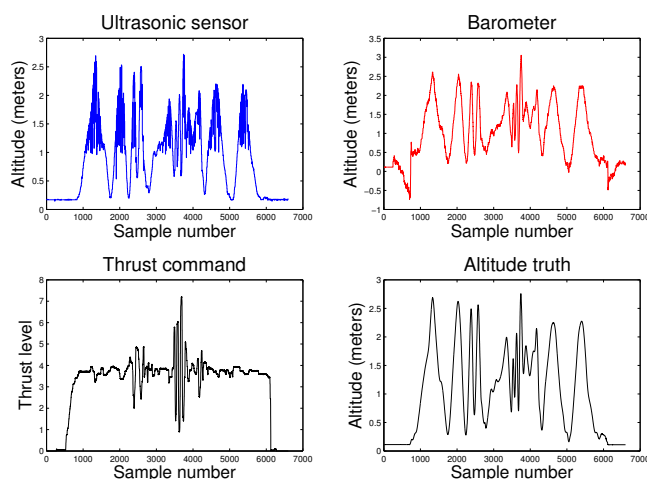 Ultrasonic sensor
3
2.5
2
1.5
1
0.5
0
Altitude (meters)
0 1000 2000 3000 4000 5000 6000 7000
Sample number
Barometer
3.5
3
2.5
2
1.5
1
0.5
0
−0.5
−1
Altitude (meters)
0 1000 2000 3000 4000 5000 6000 7000
Sample number
Thrust command
8
7
6
5
4
3
2
1
0
Thrust level
0 1000 2000 3000 4000 5000 6000 7000
Sample number
Altitude truth
3
2.5
2
1.5
1
0.5
0
Altitude (meters)
0 1000 2000 3000 4000 5000 6000 7000
Sample number